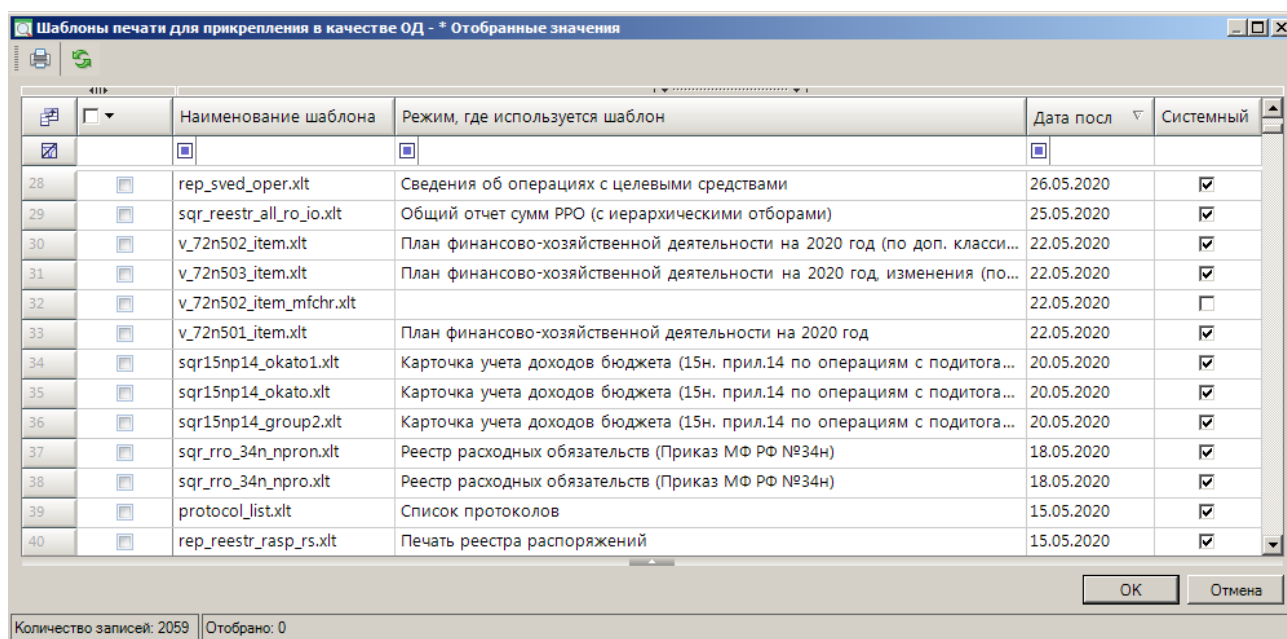 Шаблоны печати для прикрепления в качестве ОД - * Отобранные значения
Наименование шаблона Режим, где используется шаблон Дата посл Системный
28 rep_sved_oper.xlt Сведения об операциях с целевыми средствами 26.05.2020
29 sqr_reestr_all_ro_io.xlt Общий отчет сумм РРО (с иерархическими отборами) 25.05.2020
30 v_72n502_item.xlt План финансово-хозяйственной деятельности на 2020 год (по доп. класси... 22.05.2020
31 v_72n503_item.xlt План финансово-хозяйственной деятельности на 2020 год, изменения (по... 22.05.2020
32 v_72n502_item_mfchr.xlt 22.05.2020
33 v_72n501_item.xlt План финансово-хозяйственной деятельности на 2020 год 22.05.2020
34 sqr15np14_okato1.xlt Карточка учета доходов бюджета (15н. прил.14 по операциям с подитога... 20.05.2020
35 sqr15np14_okato.xlt Карточка учета доходов бюджета (15н. прил.14 по операциям с подитога... 20.05.2020
36 sqr15np14_group2.xlt Карточка учета доходов бюджета (15н. прил.14 по операциям с подитога... 20.05.2020
37 sqr_rro_34n_npron.xlt Реестр расходных обязательств (Приказ МФ РФ №34н) 18.05.2020
38 sqr_rro_34n_npro.xlt Реестр расходных обязательств (Приказ МФ РФ №34н) 18.05.2020
39 protocol_list.xlt Список протоколов 15.05.2020
40 rep_reestr_rasp_rs.xlt Печать реестра распоряжений 15.05.2020
OK Отмена
Количество записей: 2059 Отобрано: 0